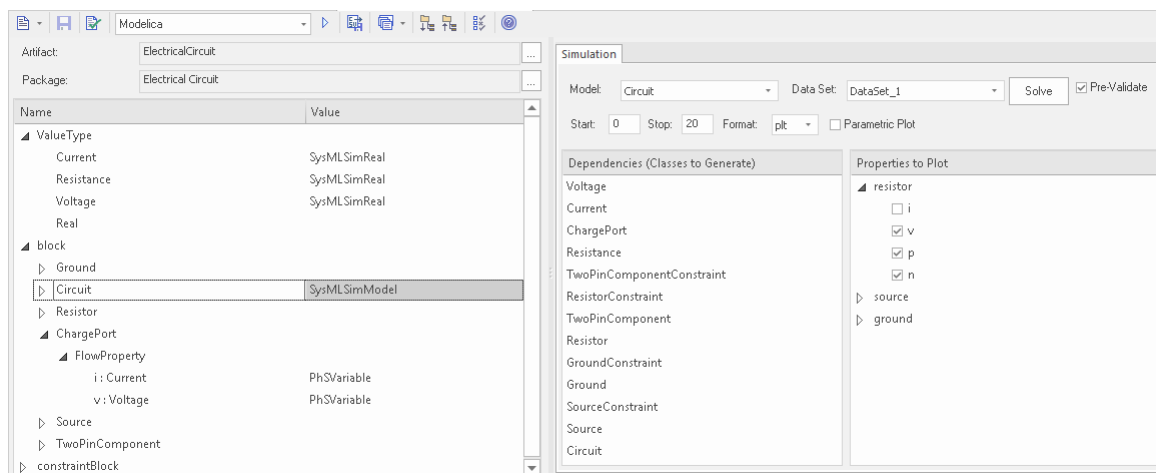 Modelica
Artifact: ElectricalCircuit ...
Package: Electrical Circuit ...
Name Value
ValueType
Current SysMLSimReal
Resistance SysMLSimReal
Voltage SysMLSimReal
Real
block
Ground
Circuit SysMLSimModel
Resistor
ChargePort
FlowProperty
i : Current PhSVariable
v : Voltage PhSVariable
Source
TwoPinComponent
constraintBlock
Simulation
Model: Circuit Data Set: DataSet_1 Solve Pre-Validate
Start: 0 Stop: 20 Format: plt Parametric Plot
Dependencies (Classes to Generate)
Voltage
Current
ChargePort
Resistance
TwoPinComponentConstraint
ResistorConstraint
TwoPinComponent
Resistor
GroundConstraint
Ground
SourceConstraint
Source
Circuit
Properties to Plot
resistor
i
v
p
n
source
ground